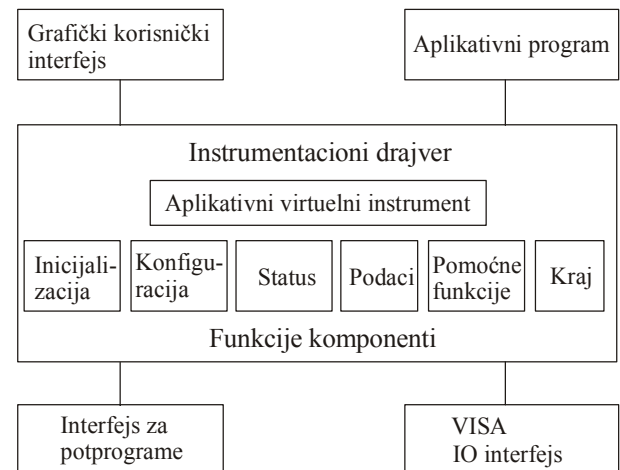 Grafički korisnički
interfejs
Aplikativni program
Instrumentacioni drajver
Aplikativni virtuelni instrument
Inicijali-
zacija
Konfigu-
racija
Status
Podaci
Pomoćne
funkcije
Kraj
Funkcije komponenti
Interfejs za
potprograme
VISA
IO interfejs